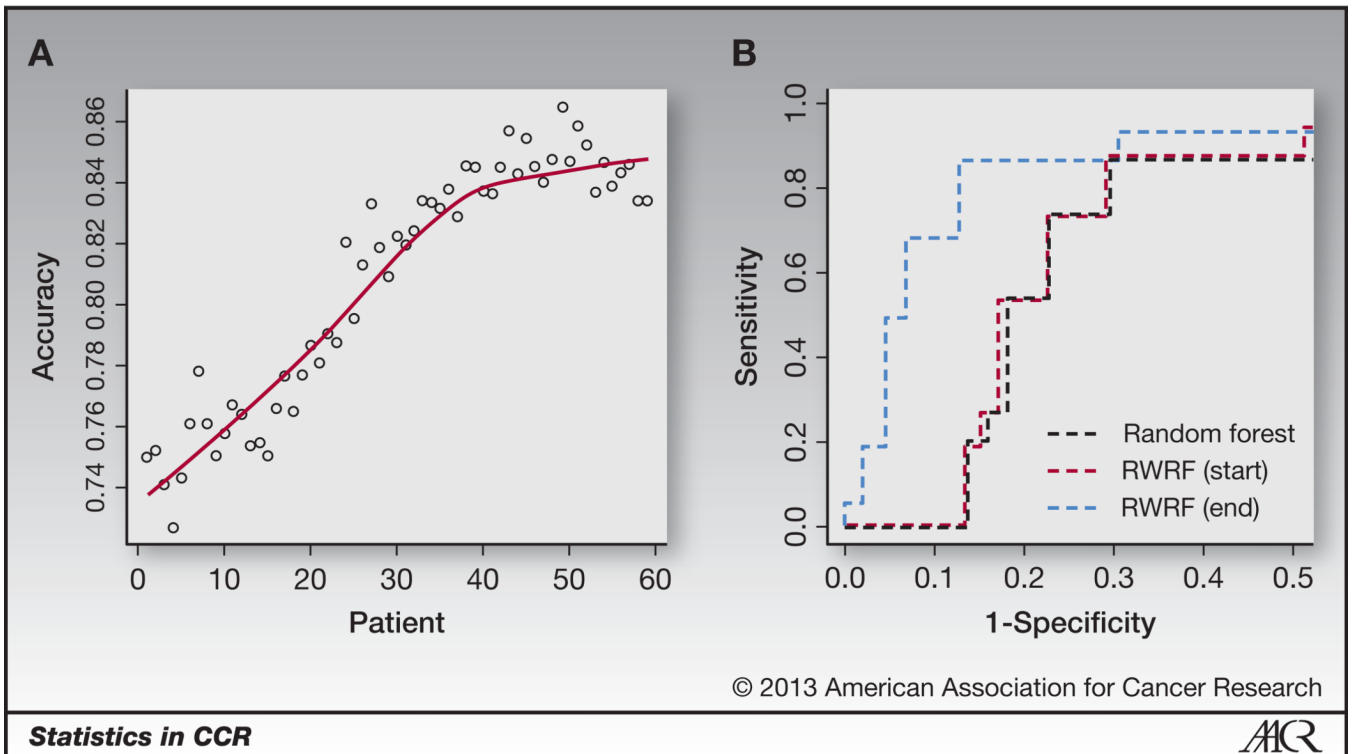 A
B
Accuracy
0.86
0.84
0.82
0.80
0.78
0.76
0.74
0 10 20 30 40 50 60
Patient
Sensitivity
1.0
0.8
0.6
0.4
0.2
0.0
Random forest
RWRF (start)
RWRF (end)
0.0 0.1 0.2 0.3 0.4 0.5
1-Specificity
© 2013 American Association for Cancer Research
Statistics in CCR
AACR